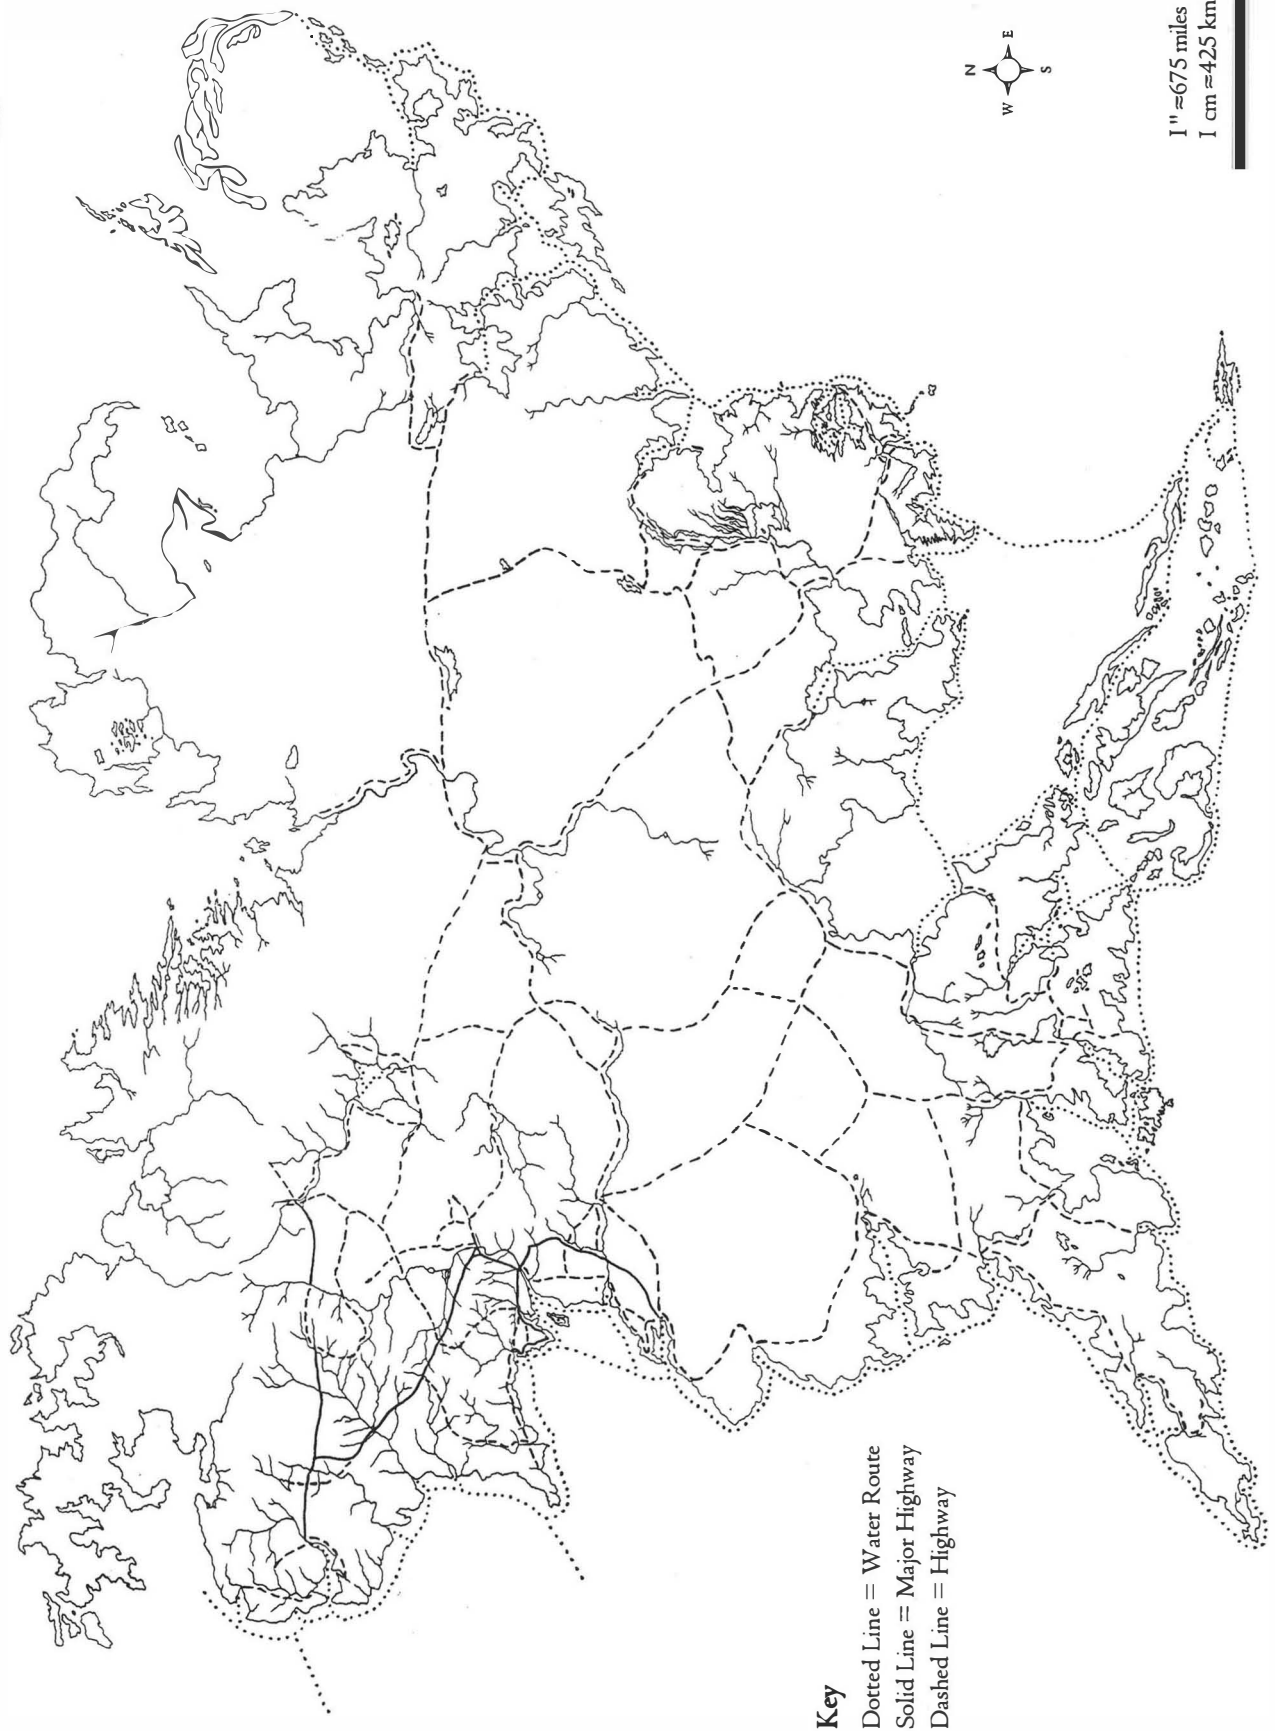 N
E
W
S
1" ≈675 miles
1 cm ≈425 km
Key
Dotted Line = Water Route
Solid Line = Major Highway
Dashed Line = Highway